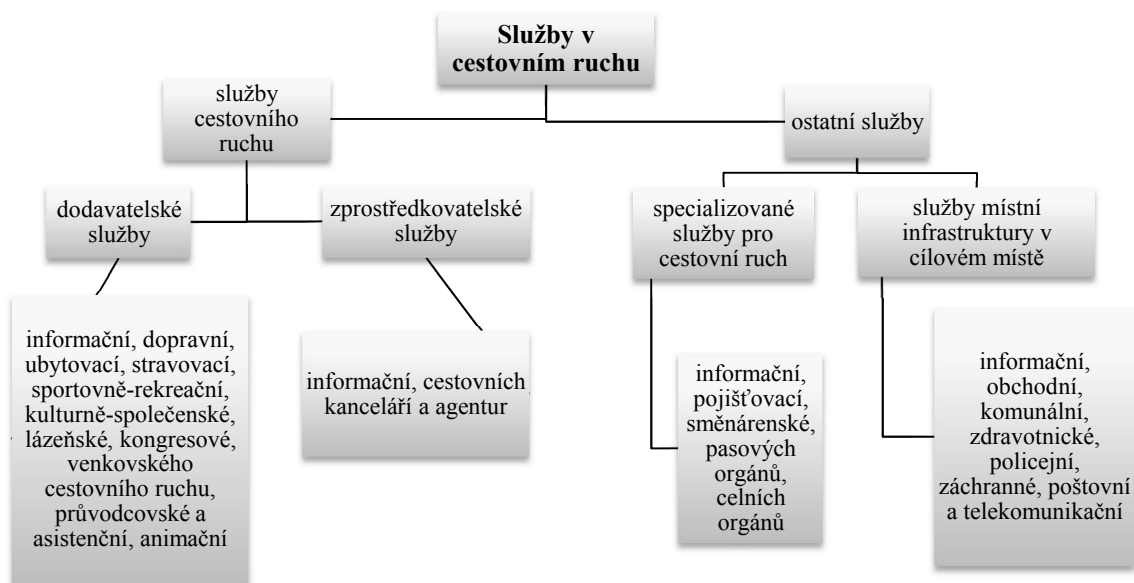 Služby v
cestovním ruchu
služby
cestovního
ruchu
ostatní služby
dodavatelské
služby
zprostředkovatelské
služby
specializované
služby pro
cestovní ruch
služby místní
infrastruktury v
cílovém místě
informační, dopravní,
ubytovací, stravovací,
sportovně-rekreační,
kulturně-společenské,
lázeňské, kongresové,
venkovského
cestovního ruchu,
průvodcovské a
asistenční, animační
informační, cestovních
kanceláří a agentur
informační,
pojišťovací,
směnárenské,
pasových
orgánů,
celních
orgánů
informační,
obchodní,
komunální,
zdravotnické,
policejní,
záchranné, poštovní
a telekomunikační